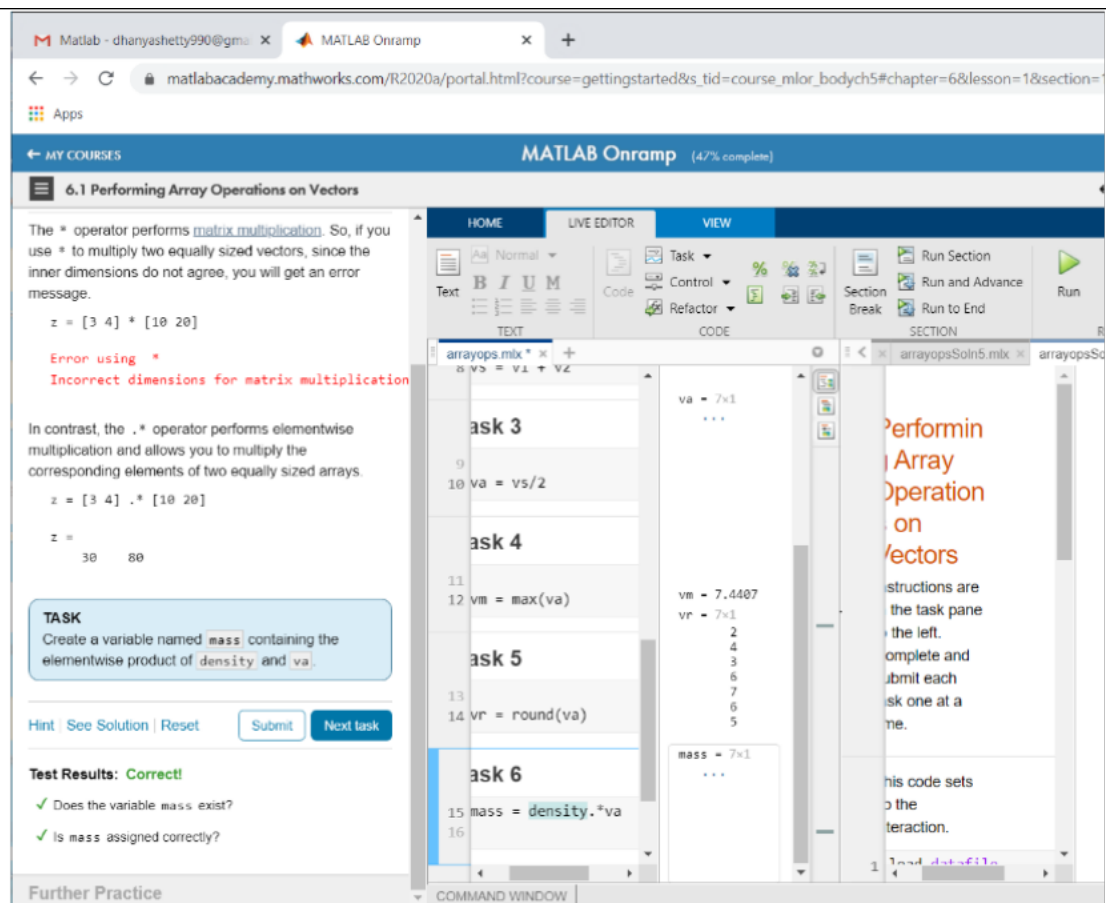 Matlab - dhanyashetty990@gma
MATLAB Onramp
matlabacademy.mathworks.com/R2020a/portal.html?course=gettingstarted&s_tid=course_mlor_bodych5#chapter=6&lesson=1&section=1
Apps
← MY COURSES
MATLAB Onramp (47% complete)
6.1 Performing Array Operations on Vectors
The * operator performs matrix multiplication. So, if you
use * to multiply two equally sized vectors, since the
inner dimensions do not agree, you will get an error
message.
z = [3 4] * [10 20]
Error using *
Incorrect dimensions for matrix multiplication
In contrast, the .* operator performs elementwise
multiplication and allows you to multiply the
corresponding elements of two equally sized arrays.
z = [3 4] .* [10 20]
z =
30 80
TASK
Create a variable named mass containing the
elementwise product of density and va.
Hint | See Solution | Reset
Submit
Next task
Test Results: Correct!
✓ Does the variable mass exist?
✓ Is mass assigned correctly?
Further Practice
HOME
LIVE EDITOR
VIEW
Text
Aa Normal
B I U M
TEXT
Code
Task
Control
Refactor
CODE
Section
Break
Run Section
Run and Advance
Run to End
SECTION
Run
R
arrayops.mlx *
8 vs = v1 + v2
ask 3
9
10 va = vs/2
ask 4
11
12 vm = max(va)
ask 5
13
14 vr = round(va)
ask 6
15 mass = density.*va
16
va = 7×1
...
vm = 7.4407
vr = 7×1
2
4
3
6
7
6
5
mass = 7×1
...
arrayopsSoln5.mlx
arrayopsSo
Performin
g Array
Operation
s on
Vectors
structions are
the task pane
the left.
omplete and
ubmit each
sk one at a
me.
his code sets
the
teraction.
1 load datafile
COMMAND WINDOW